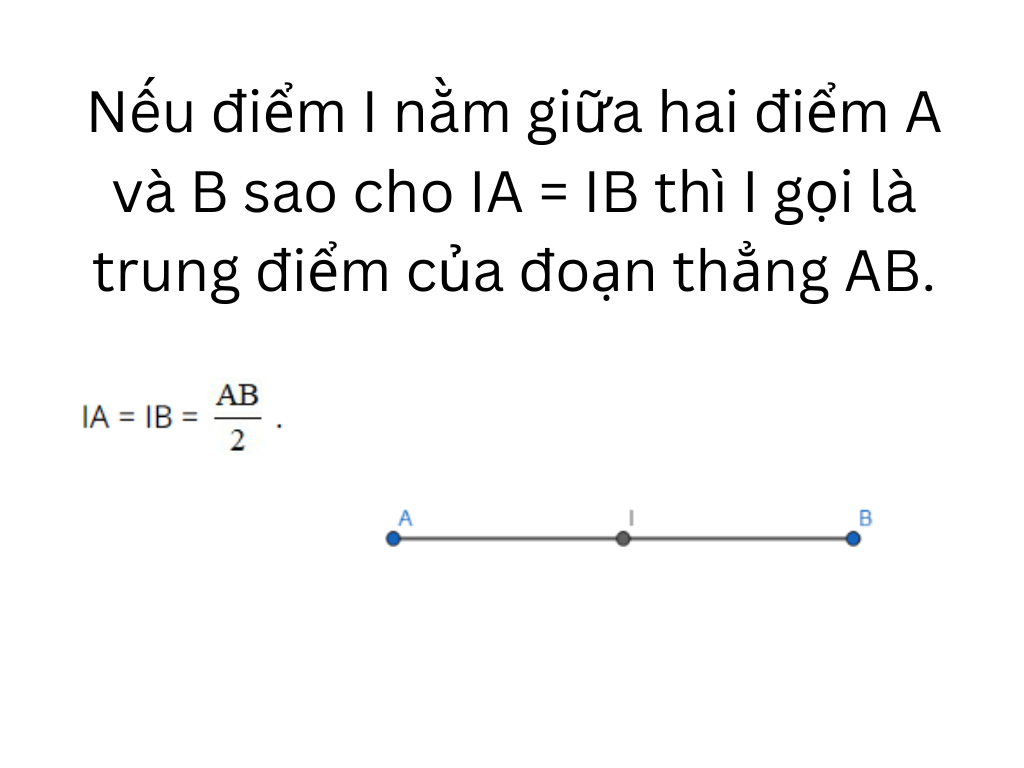 Nếu điểm I nằm giữa hai điểm A
và B sao cho IA = IB thì I gọi là
trung điểm của đoạn thẳng AB.
IA = IB = AB/2 .
A I B